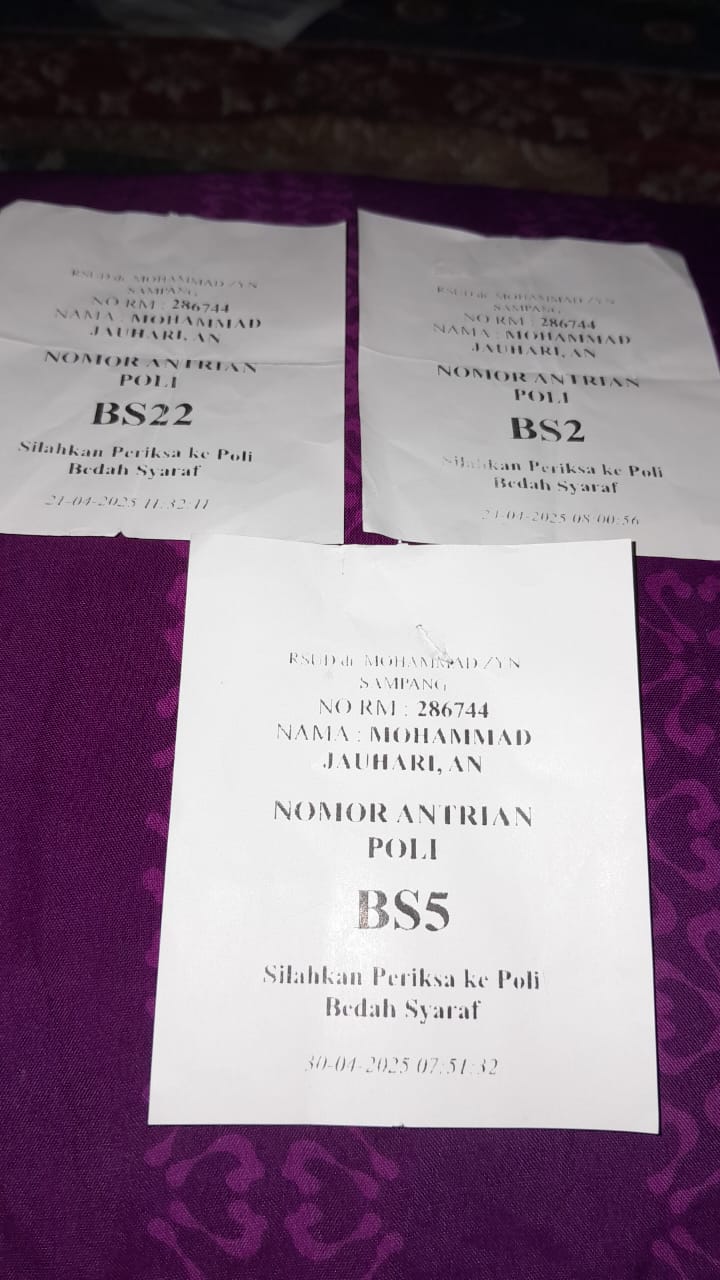 RSUD dr. MOHAMMAD ZYN
SAMPANG
NO RM : 286744
NAMA : MOHAMMAD
JAUHARI, AN
NOMOR ANTRIAN
POLI
BS22
Silahkan Periksa ke Poli
Bedah Syaraf
21-04-2025 11:32:11
RSUD dr. MOHAMMAD ZYN
SAMPANG
NO RM : 286744
NAMA : MOHAMMAD
JAUHARI, AN
NOMOR ANTRIAN
POLI
BS2
Silahkan Periksa ke Poli
Bedah Syaraf
08:00:56
RSUD dr. MOHAMMAD ZYN
SAMPANG
NO RM : 286744
NAMA : MOHAMMAD
JAUHARI, AN
NOMOR ANTRIAN
POLI
BS5
Silahkan Periksa ke Poli
Bedah Syaraf
30-04-2025 07:51:32